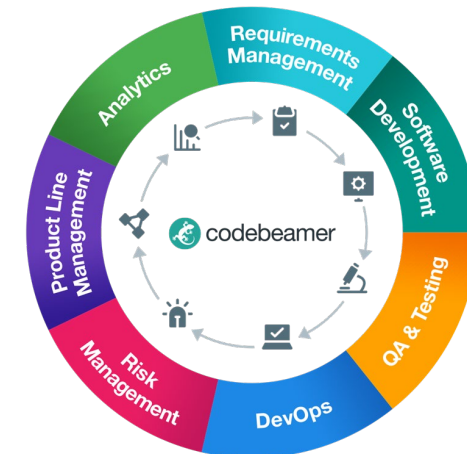 Requirements
Management
Software
Development
QA & Testing
DevOps
Risk
Management
Product Line
Management
Analytics
codebeamer